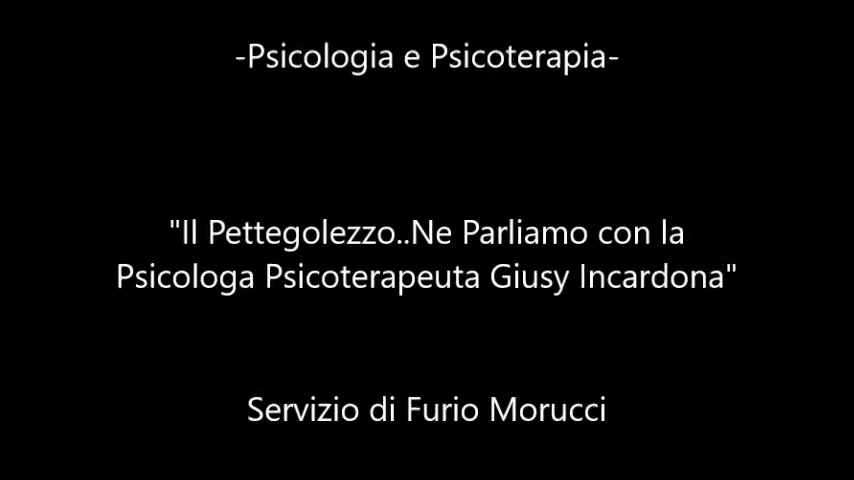 -Psicologia e Psicoterapia-
"Il Pettegolezzo..Ne Parliamo con la
Psicologa Psicoterapeuta Giusy Incardona"
Servizio di Furio Morucci